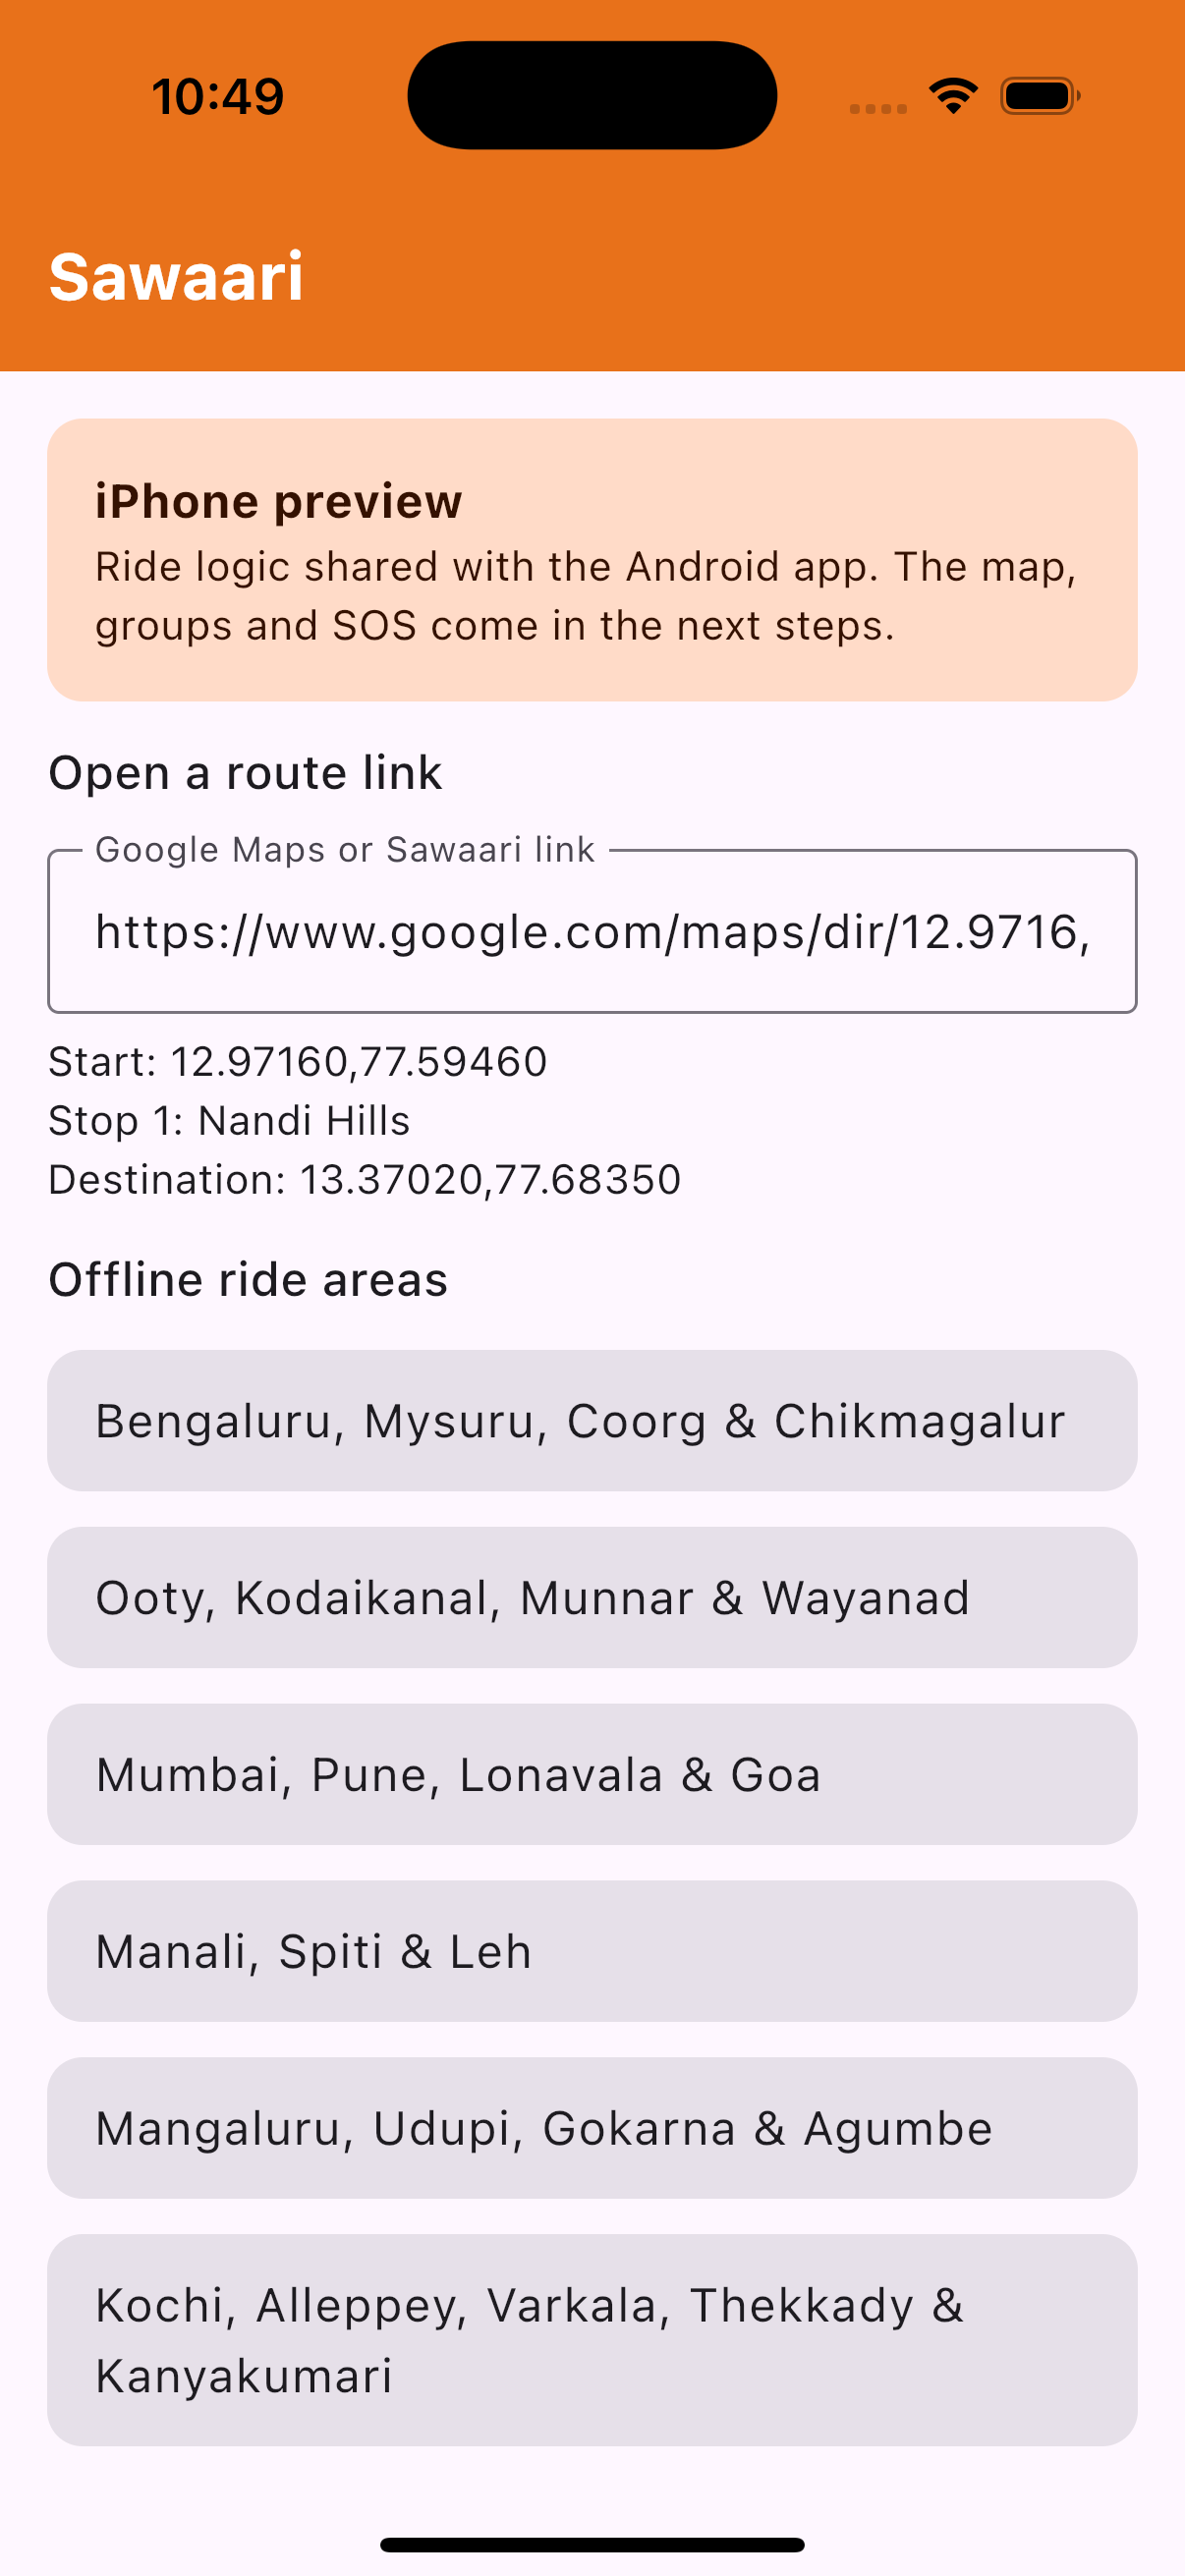 10:49
Sawaari
iPhone preview
Ride logic shared with the Android app. The map,
groups and SOS come in the next steps.
Open a route link
Google Maps or Sawaari link
https://www.google.com/maps/dir/12.9716,
Start: 12.97160,77.59460
Stop 1: Nandi Hills
Destination: 13.37020,77.68350
Offline ride areas
Bengaluru, Mysuru, Coorg & Chikmagalur
Ooty, Kodaikanal, Munnar & Wayanad
Mumbai, Pune, Lonavala & Goa
Manali, Spiti & Leh
Mangaluru, Udupi, Gokarna & Agumbe
Kochi, Alleppey, Varkala, Thekkady &
Kanyakumari